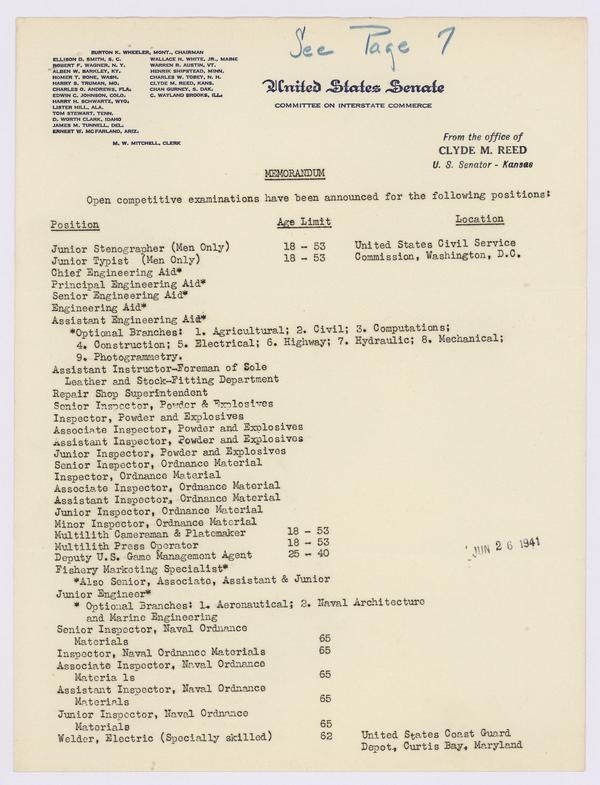 See Page 7
BURTON K. WHEELER, MONT., CHAIRMAN
ELLISON D. SMITH, S. C. WALLACE H. WHITE, JR., MAINE
ROBERT F. WAGNER, N. Y. WARREN R. AUSTIN, VT.
ALBEN W. BARKLEY, KY. HENRIK SHIPSTEAD, MINN.
HOMER T. BONE, WASH. CHARLES W. TOBEY, N. H.
HARRY S. TRUMAN, MO. CLYDE M. REED, KANS.
CHARLES O. ANDREWS, FLA. CHAN GURNEY, S. DAK.
EDWIN C. JOHNSON, COLO. C. WAYLAND BROOKS, ILL.
HARRY H. SCHWARTZ, WYO.
LISTER HILL, ALA.
TOM STEWART, TENN.
D. WORTH CLARK, IDAHO
JAMES M. TUNNELL, DEL.
ERNEST W. MCFARLAND, ARIZ.
M. W. MITCHELL, CLERK
United States Senate
COMMITTEE ON INTERSTATE COMMERCE
From the office of
CLYDE M. REED
U. S. Senator - Kansas
MEMORANDUM
Open competitive examinations have been announced for the following positions:
Position Age Limit Location
Junior Stenographer (Men Only) 18 - 53 United States Civil Service
Junior Typist (Men Only) 18 - 53 Commission, Washington, D.C.
Chief Engineering Aid*
Principal Engineering Aid*
Senior Engineering Aid*
Engineering Aid*
Assistant Engineering Aid*
*Optional Branches: 1. Agricultural; 2. Civil; 3. Computations;
4. Construction; 5. Electrical; 6. Highway; 7. Hydraulic; 8. Mechanical;
9. Photogrammetry.
Assistant Instructor-Foreman of Sole
Leather and Stock-Fitting Department
Repair Shop Superintendent
Senior Inspector, Powder & Explosives
Inspector, Powder and Explosives
Associate Inspector, Powder and Explosives
Assistant Inspector, Powder and Explosives
Junior Inspector, Powder and Explosives
Senior Inspector, Ordnance Material
Inspector, Ordnance Material
Associate Inspector, Ordnance Material
Assistant Inspector, Ordnance Material
Junior Inspector, Ordnance Material
Minor Inspector, Ordnance Material
Multilith Cameraman & Platemaker 18 - 53
Multilith Press Operator 18 - 53
Deputy U.S. Game Management Agent 25 - 40
JUN 26 1941
Fishery Marketing Specialist*
*Also Senior, Associate, Assistant & Junior
Junior Engineer*
* Optional Branches: 1. Aeronautical; 2. Naval Architecture
and Marine Engineering
Senior Inspector, Naval Ordnance
Materials 65
Inspector, Naval Ordnance Materials 65
Associate Inspector, Naval Ordnance
Materia ls 65
Assistant Inspector, Naval Ordnance
Materials 65
Junior Inspector, Naval Ordnance
Materials 65
Welder, Electric (Specially skilled) 62 United States Coast Guard
Depot, Curtis Bay, Maryland